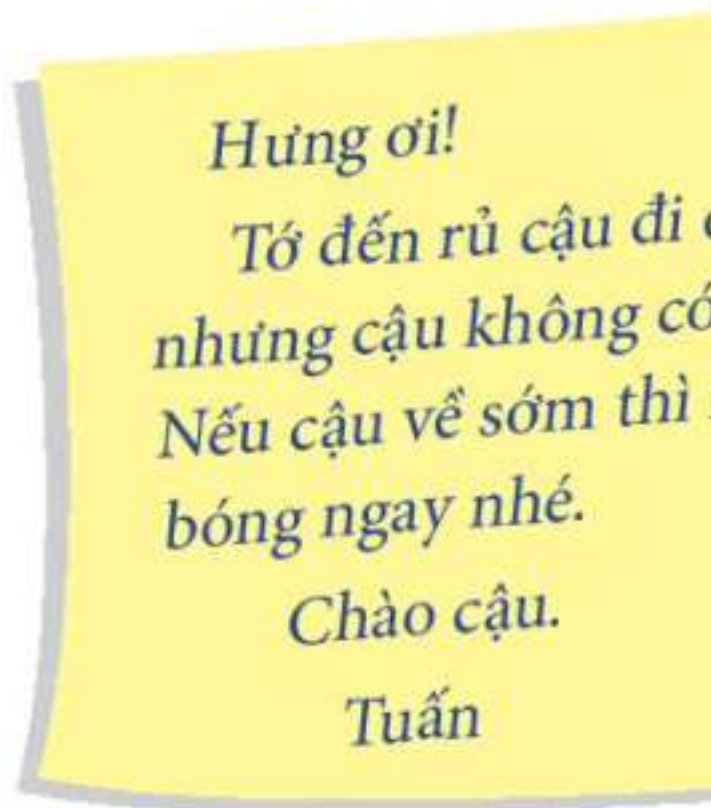 Hưng ơi!
Tớ đến rủ cậu đi
nhưng cậu không có
Nếu cậu về sớm thì
bóng ngay nhé.
Chào cậu.
Tuấn